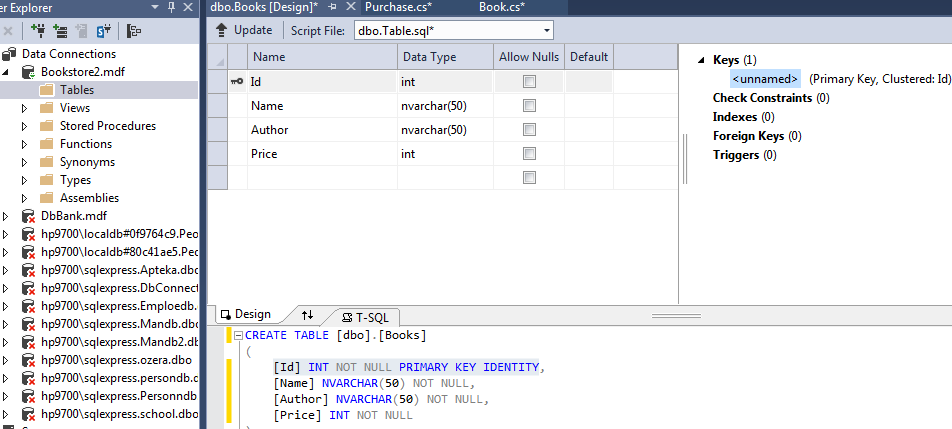 er Explorer
dbo.Books [Design]*
Purchase.cs*
Book.cs*
Update
Script File:
dbo.Table.sql*
Data Connections
Bookstore2.mdf
Tables
Views
Stored Procedures
Functions
Synonyms
Types
Assemblies
DbBank.mdf
hp9700\localdb#0f9764c9.Peo
hp9700\localdb#80c41ae5.Peo
hp9700\sqlexpress.Apteka.dbo
hp9700\sqlexpress.DbConnect
hp9700\sqlexpress.Emploedb.
hp9700\sqlexpress.Mandb.dbo
hp9700\sqlexpress.Mandb2.db
hp9700\sqlexpress.ozera.dbo
hp9700\sqlexpress.persondb.d
hp9700\sqlexpress.Personndb
hp9700\sqlexpress.school.dbo
Name Data Type Allow Nulls Default
Id int
Name nvarchar(50)
Author nvarchar(50)
Price int
Keys (1)
<unnamed> (Primary Key, Clustered: Id)
Check Constraints (0)
Indexes (0)
Foreign Keys (0)
Triggers (0)
Design
T-SQL
CREATE TABLE [dbo].[Books]
(
[Id] INT NOT NULL PRIMARY KEY IDENTITY,
[Name] NVARCHAR(50) NOT NULL,
[Author] NVARCHAR(50) NOT NULL,
[Price] INT NOT NULL